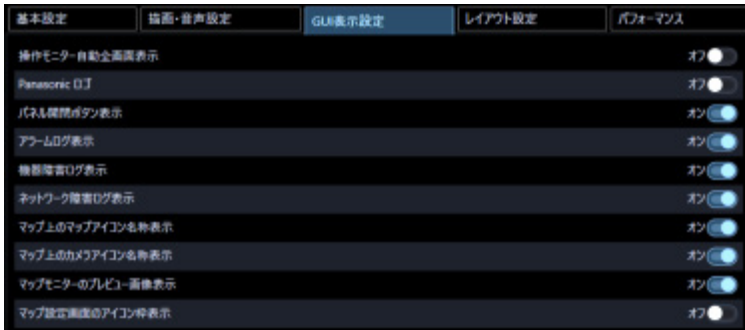 基本設定 描画・音声設定 GUI表示設定 レイアウト設定 パフォーマンス
操作モニター自動全画面表示 オフ
Panasonic ロゴ オフ
パネル開閉ボタン表示 オン
アラームログ表示 オン
機器障害ログ表示 オン
ネットワーク障害ログ表示 オン
マップ上のマップアイコン名称表示 オン
マップ上のカメラアイコン名称表示 オン
マップモニターのプレビュー画像表示 オン
マップ設定画面のアイコン枠表示 オフ